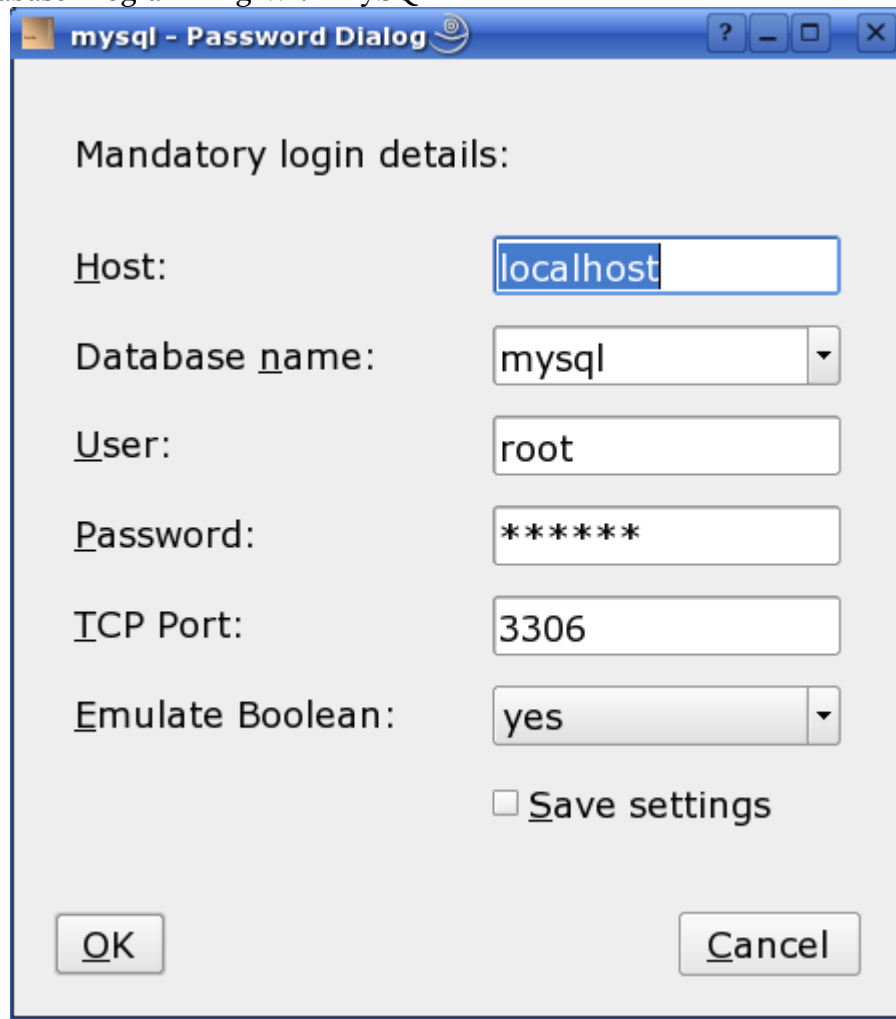 mysql - Password Dialog
Mandatory login details:
Host: localhost
Database name: mysql
User: root
Password: ******
TCP Port: 3306
Emulate Boolean: yes
Save settings
OK Cancel